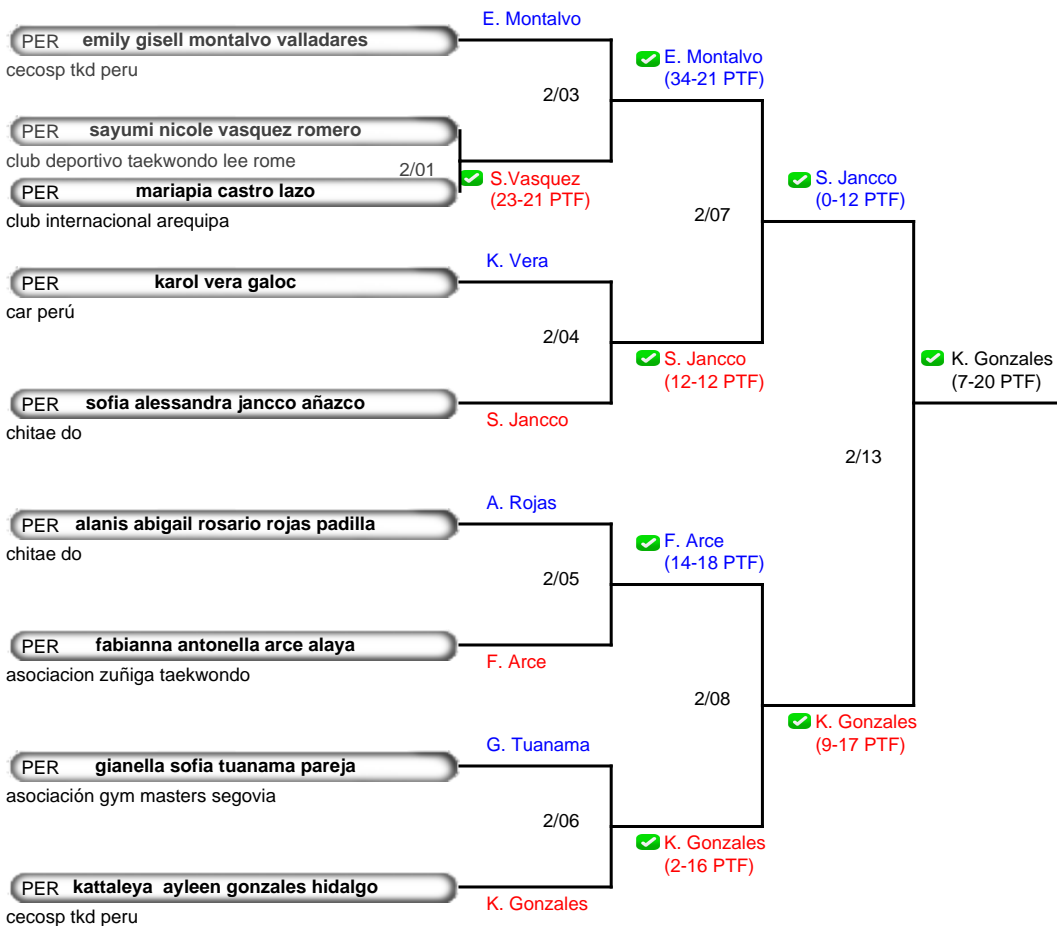 E. Montalvo
PER emily gisell montalvo valladares
cecosp tkd peru
2/03
E. Montalvo
(34-21 PTF)
PER sayumi nicole vasquez romero
club deportivo taekwondo lee rome
2/01
S.Vasquez
(23-21 PTF)
PER mariapia castro lazo
club internacional arequipa
2/07
S. Jancco
(0-12 PTF)
K. Vera
PER karol vera galoc
car perú
2/04
S. Jancco
(12-12 PTF)
PER sofia alessandra jancco añazco
chitae do
S. Jancco
K. Gonzales
(7-20 PTF)
2/13
A. Rojas
PER alanis abigail rosario rojas padilla
chitae do
2/05
F. Arce
(14-18 PTF)
PER fabianna antonella arce alaya
asociacion zuñiga taekwondo
F. Arce
2/08
K. Gonzales
(9-17 PTF)
G. Tuanama
PER gianella sofia tuanama pareja
asociación gym masters segovia
2/06
K. Gonzales
(2-16 PTF)
PER kattaleya ayleen gonzales hidalgo
cecosp tkd peru
K. Gonzales